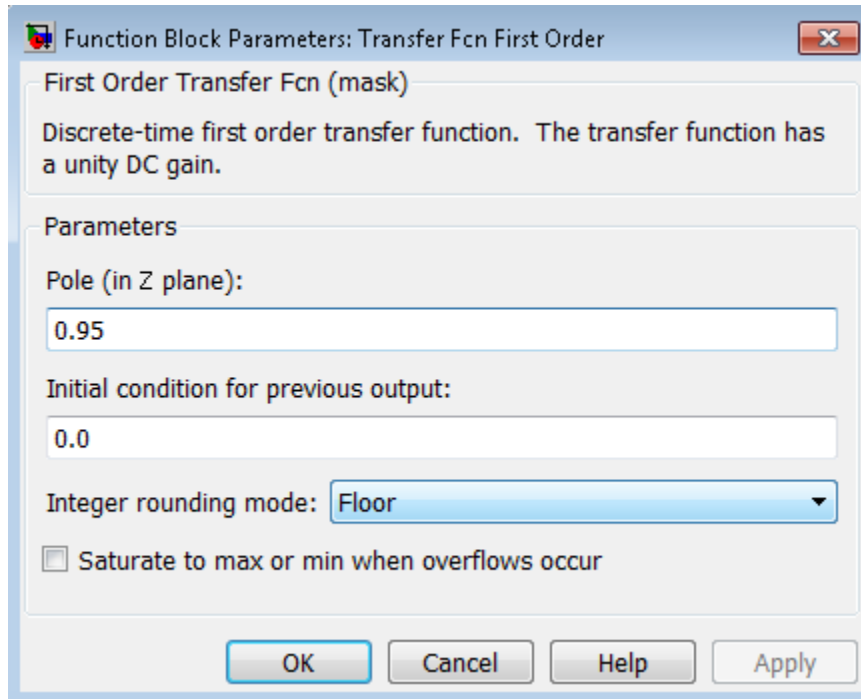 Function Block Parameters: Transfer Fcn First Order
First Order Transfer Fcn (mask)
Discrete-time first order transfer function.  The transfer function has
a unity DC gain.
Parameters
Pole (in Z plane):
0.95
Initial condition for previous output:
0.0
Integer rounding mode: Floor
Saturate to max or min when overflows occur
OK Cancel Help Apply